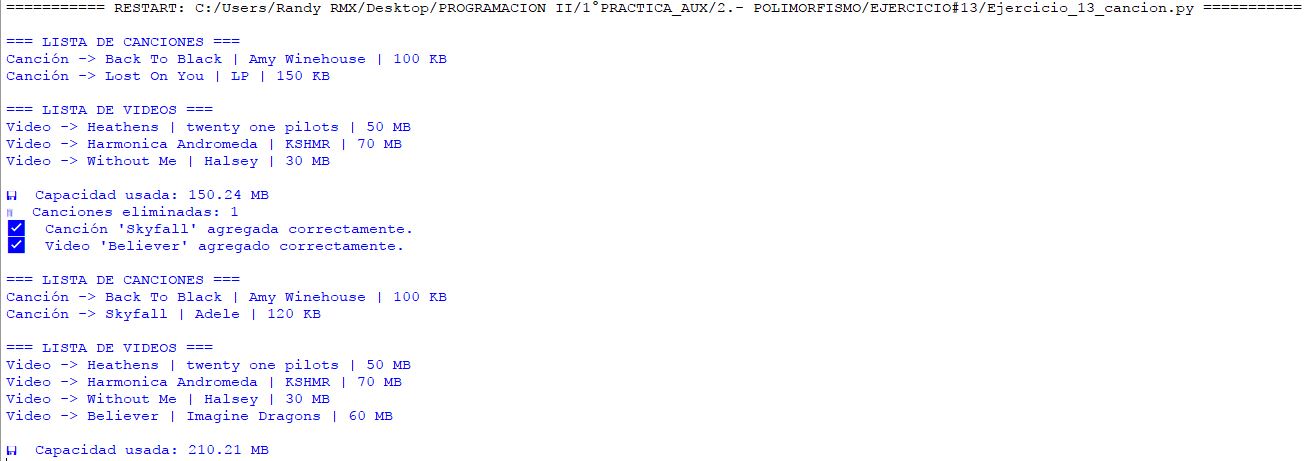 =========== RESTART: C:/Users/Randy RMX/Desktop/PROGRAMACION II/1°PRACTICA_AUX/2.- POLIMORFISMO/EJERCICIO#13/Ejercicio_13_cancion.py ===========
=== LISTA DE CANCIONES ===
Canción -> Back To Black | Amy Winehouse | 100 KB
Canción -> Lost On You | LP | 150 KB
=== LISTA DE VIDEOS ===
Video -> Heathens | twenty one pilots | 50 MB
Video -> Harmonica Andromeda | KSHMR | 70 MB
Video -> Without Me | Halsey | 30 MB
💾 Capacidad usada: 150.24 MB
🗑 Canciones eliminadas: 1
✅ Canción 'Skyfall' agregada correctamente.
✅ Video 'Believer' agregado correctamente.
=== LISTA DE CANCIONES ===
Canción -> Back To Black | Amy Winehouse | 100 KB
Canción -> Skyfall | Adele | 120 KB
=== LISTA DE VIDEOS ===
Video -> Heathens | twenty one pilots | 50 MB
Video -> Harmonica Andromeda | KSHMR | 70 MB
Video -> Without Me | Halsey | 30 MB
Video -> Believer | Imagine Dragons | 60 MB
💾 Capacidad usada: 210.21 MB